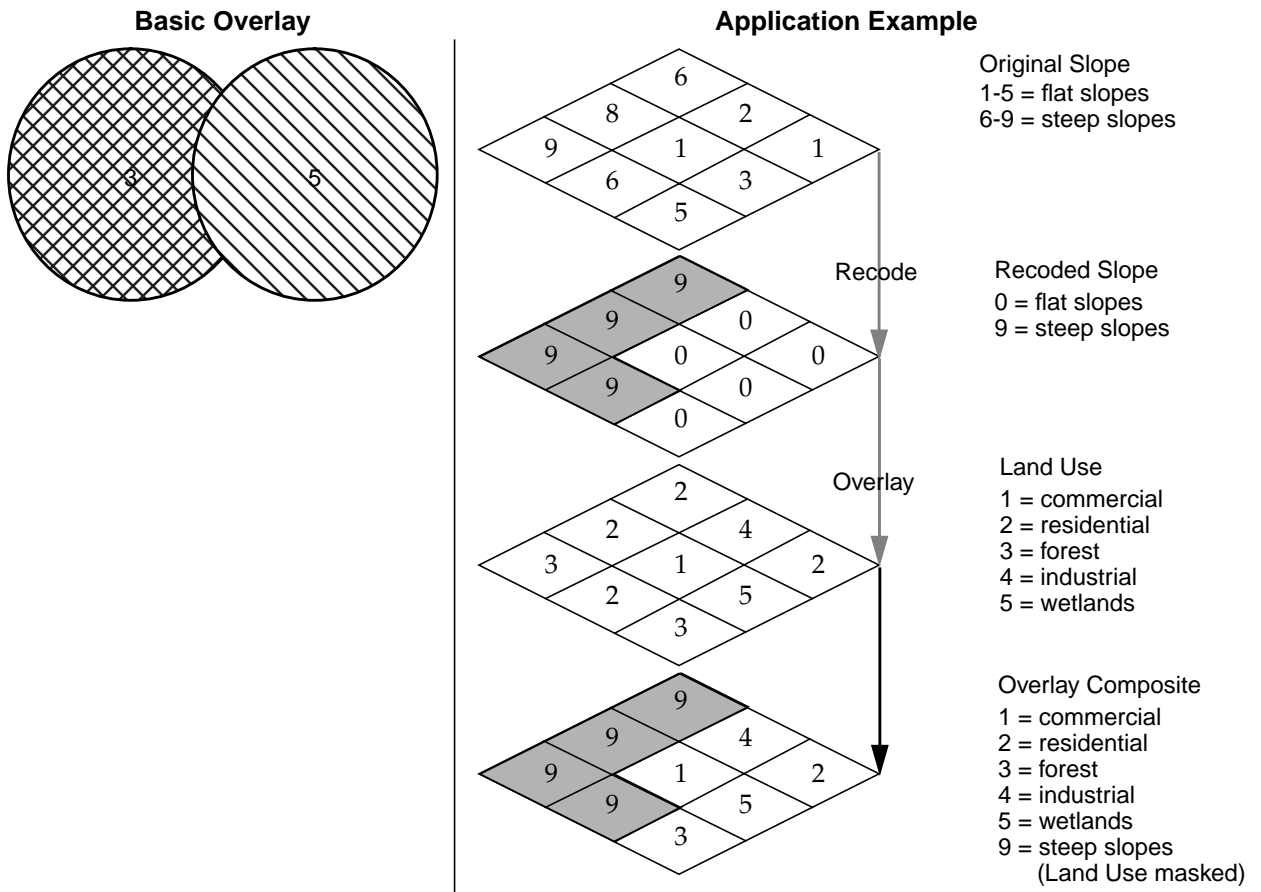 Basic Overlay
3 5
Application Example
6
8 2
9 1 1
6 3
5
Original Slope
1-5 = flat slopes
6-9 = steep slopes
Recode
9
9 0
9 0 0
9 0
0
Recoded Slope
0 = flat slopes
9 = steep slopes
Overlay
2
2 4
3 1 2
2 5
3
Land Use
1 = commercial
2 = residential
3 = forest
4 = industrial
5 = wetlands
9
9 4
9 1 2
9 5
3
Overlay Composite
1 = commercial
2 = residential
3 = forest
4 = industrial
5 = wetlands
9 = steep slopes
(Land Use masked)